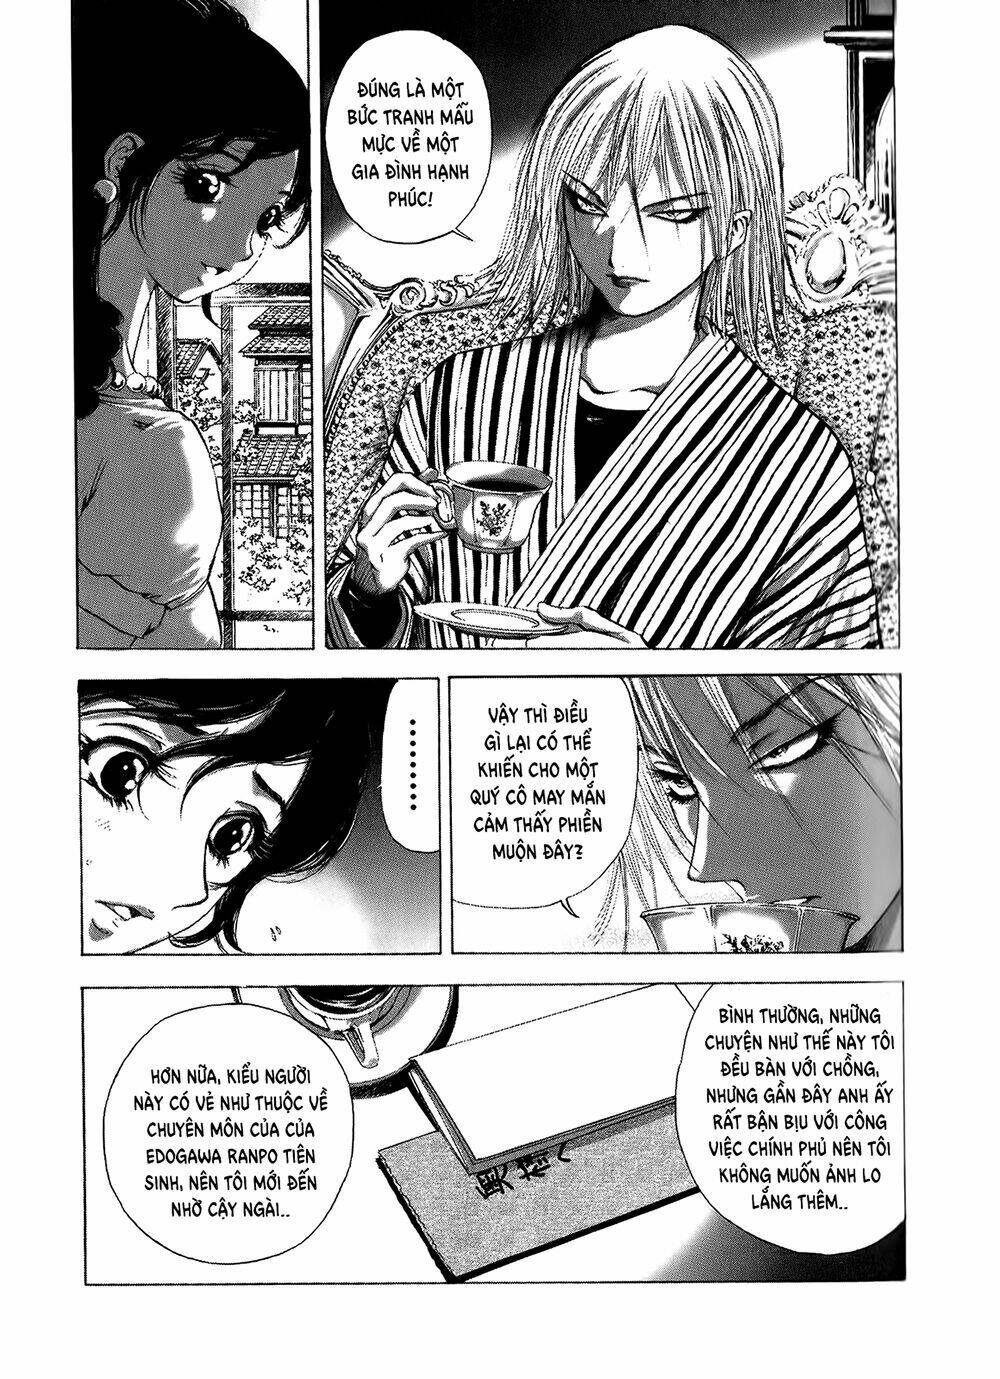 ĐÚNG LÀ MỘT
BỨC TRANH MẪU
MỰC VỀ MỘT
GIA ĐÌNH HẠNH
PHÚC!
VẬY THÌ ĐIỀU
GÌ LẠI CÓ THỂ
KHIẾN CHO MỘT
QUÝ CÔ MAY MẮN
CẢM THẤY PHIỀN
MUỘN ĐÂY?
.........
BÌNH THƯỜNG, NHỮNG
CHUYỆN NHƯ THẾ NÀY TÔI
ĐỀU BÀN VỚI CHỒNG,
NHƯNG GẦN ĐÂY ANH ẤY
RẤT BẬN BỊU VỚI CÔNG
VIỆC CHÍNH PHỦ NÊN TÔI
KHÔNG MUỐN ẢNH LO
LẮNG THÊM..
HƠN NỮA, KIỂU NGƯỜI
NÀY CÓ VẺ NHƯ THUỘC VỀ
CHUYÊN MÔN CỦA CỦA
EDOGAWA RANPO TIÊN
SINH, NÊN TÔI MỚI ĐẾN
NHỜ CẬY NGÀI..